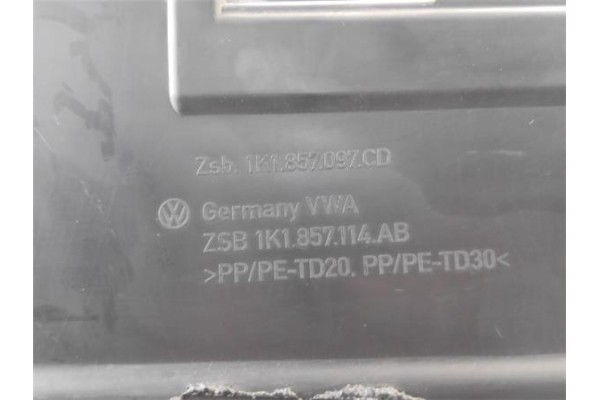 Zsb. 1K1.857.097.CD
Germany VWA
ZSB 1K1.857.114.AB
>PP/PE-TD20, PP/PE-TD30<